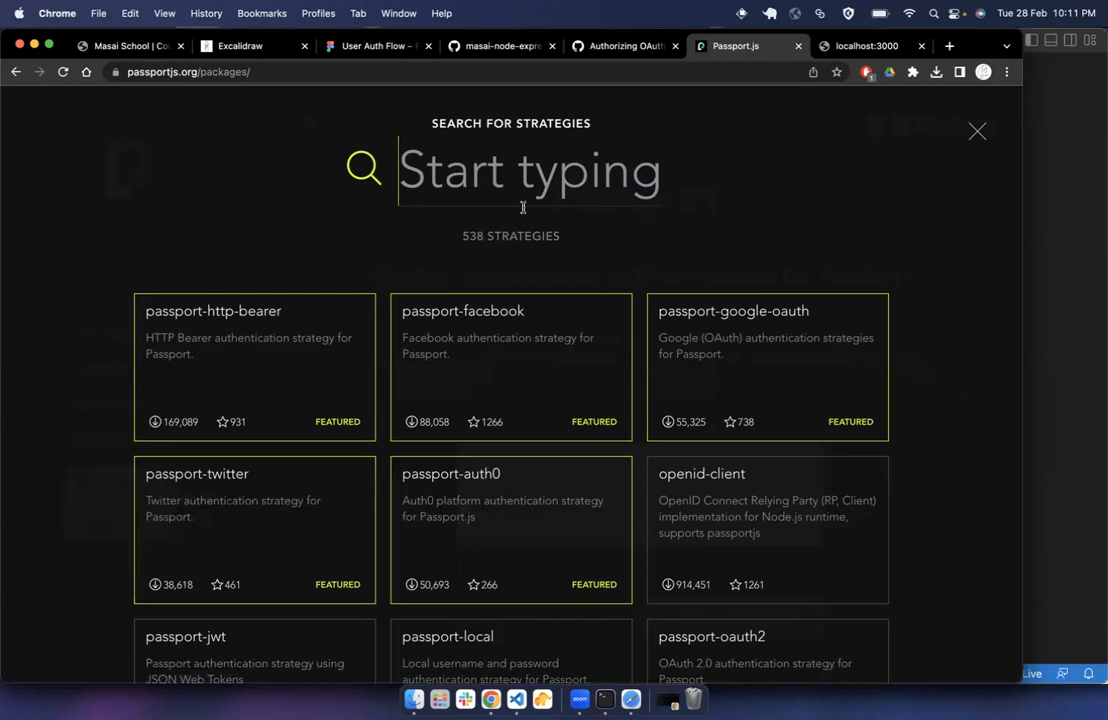 Chrome File Edit View History Bookmarks Profiles Tab Window Help Tue 28 Feb 10:11 PM
Masai School | Cou Excalidraw User Auth Flow – F masai-node-expre Authorizing OAuth Passport.js localhost:3000
passportjs.org/packages/ 1
SEARCH FOR STRATEGIES
Start typing
538 STRATEGIES
passport-http-bearer
HTTP Bearer authentication strategy for
Passport.
169,089 931 FEATURED
passport-facebook
Facebook authentication strategy for
Passport.
88,058 1266 FEATURED
passport-google-oauth
Google (OAuth) authentication strategies
for Passport.
55,325 738 FEATURED
passport-twitter
Twitter authentication strategy for
Passport.
38,618 461 FEATURED
passport-auth0
Auth0 platform authentication strategy
for Passport.js
50,693 266 FEATURED
openid-client
OpenID Connect Relying Party (RP, Client)
implementation for Node.js runtime,
supports passportjs
914,451 1261
passport-jwt
Passport authentication strategy using
JSON Web Tokens
passport-local
Local username and password
authentication strategy for Passport.
passport-oauth2
OAuth 2.0 authentication strategy for
Passport.
Live
zoom